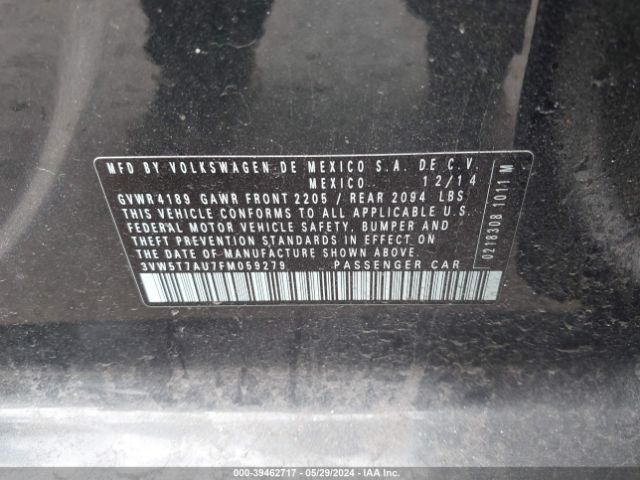 MFD BY VOLKSWAGEN DE MEXICO S.A. DE C.V.
MEXICO 12/14
GVWR4189 GAWR FRONT 2205 / REAR 2094 LBS
THIS VEHICLE CONFORMS TO ALL APPLICABLE U.S.
FEDERAL MOTOR VEHICLE SAFETY, BUMPER AND
THEFT PREVENTION STANDARDS IN EFFECT ON
THE DATE OF MANUFACTURE SHOWN ABOVE.
3VW5T7AU7FM059279 PASSENGER CAR
0218308 1011 M
000-39462717 - 05/29/2024 - IAA Inc.